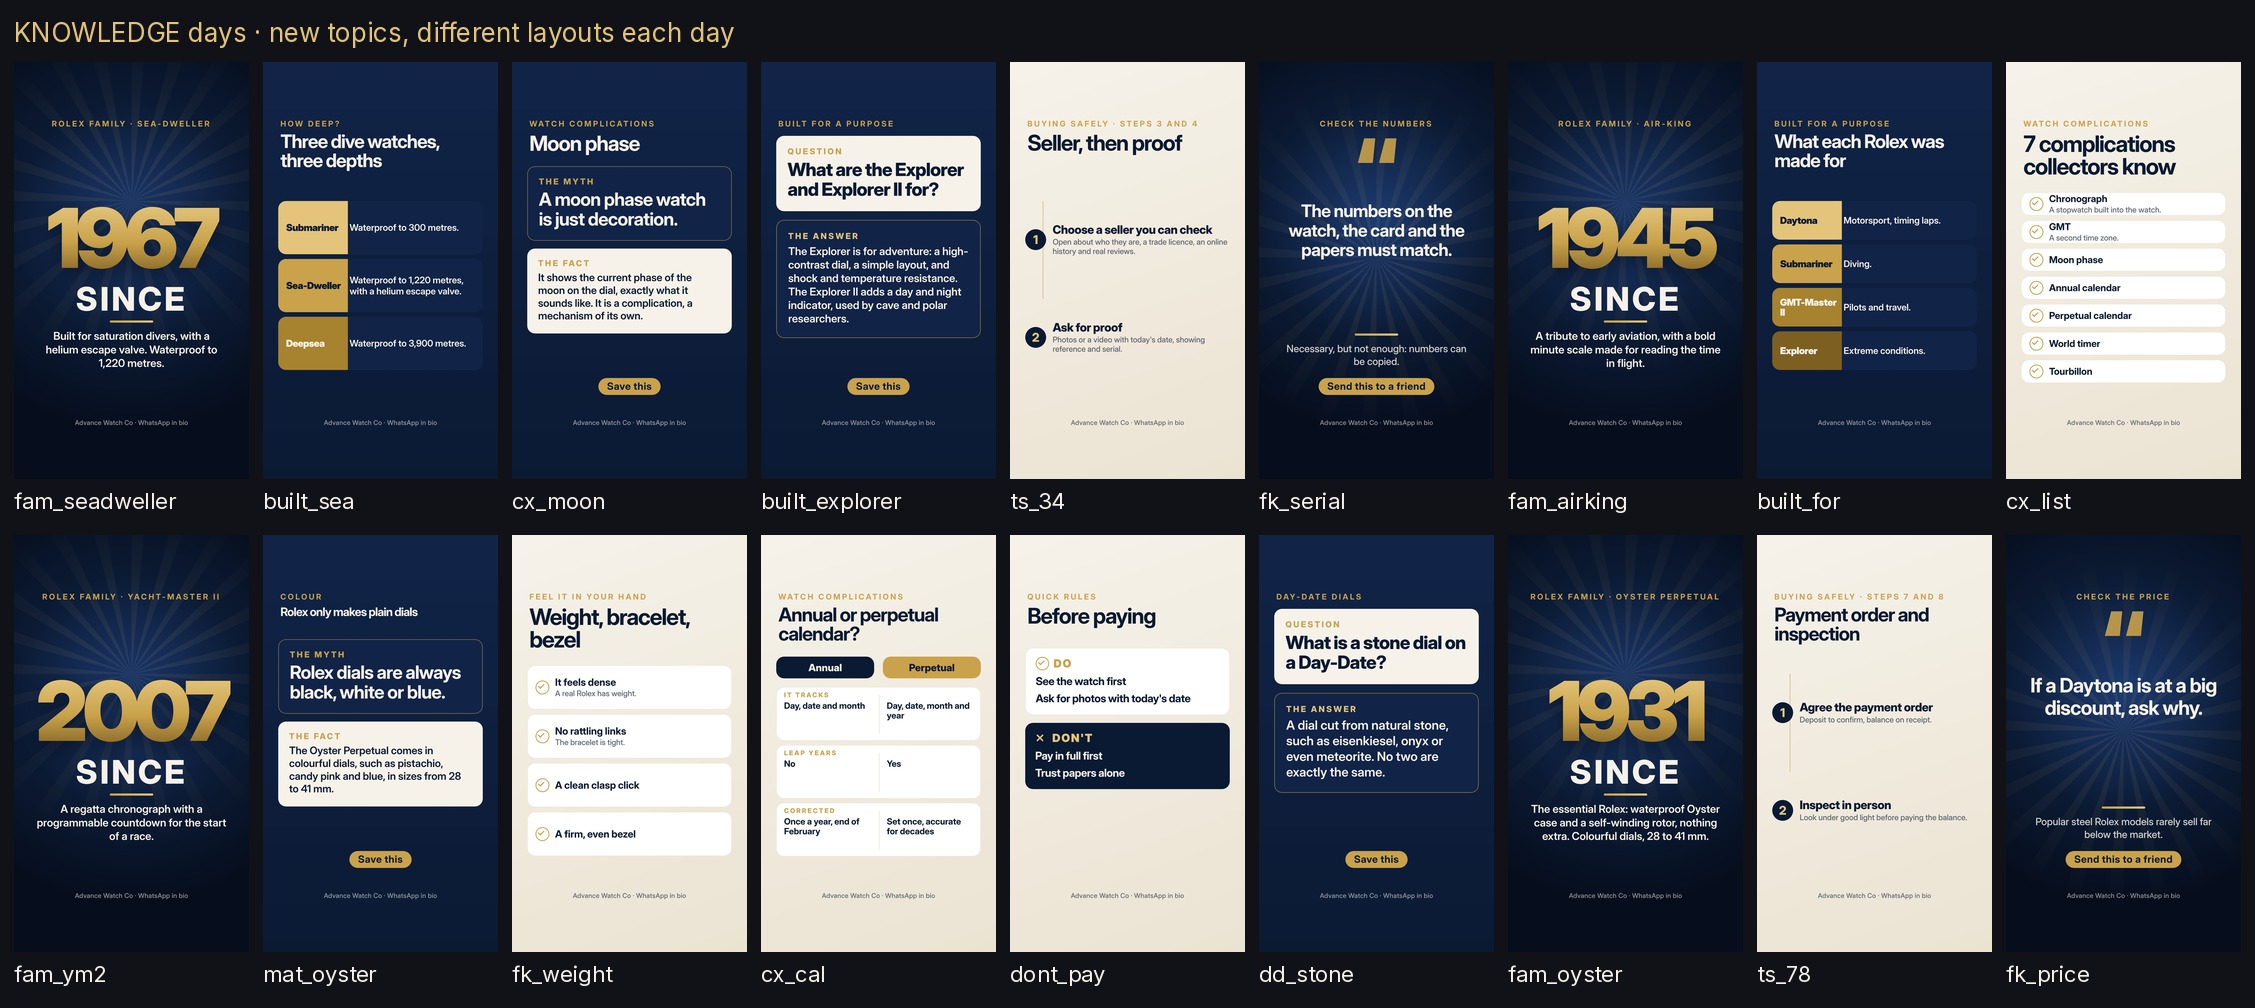 KNOWLEDGE days · new topics, different layouts each day
ROLEX FAMILY · SEA-DWELLER
1967
SINCE
Built for saturation divers, with a
helium escape valve. Waterproof to
1,220 metres.
Advance Watch Co · WhatsApp in bio
fam_seadweller
HOW DEEP?
Three dive watches,
three depths
Submariner
Waterproof to 300 metres.
Sea-Dweller
Waterproof to 1,220 metres,
with a helium escape valve.
Deepsea
Waterproof to 3,900 metres.
Advance Watch Co · WhatsApp in bio
built_sea
WATCH COMPLICATIONS
Moon phase
THE MYTH
A moon phase watch
is just decoration.
THE FACT
It shows the current phase of the
moon on the dial, exactly what it
sounds like. It is a complication, a
mechanism of its own.
Save this
Advance Watch Co · WhatsApp in bio
cx_moon
BUILT FOR A PURPOSE
QUESTION
What are the Explorer
and Explorer II for?
THE ANSWER
The Explorer is for adventure: a high-
contrast dial, a simple layout, and
shock and temperature resistance.
The Explorer II adds a day and night
indicator, used by cave and polar
researchers.
Save this
Advance Watch Co · WhatsApp in bio
built_explorer
BUYING SAFELY · STEPS 3 AND 4
Seller, then proof
1
Choose a seller you can check
Open about who they are, a trade licence, an online
history and real reviews.
2
Ask for proof
Photos or a video with today's date, showing
reference and serial.
Advance Watch Co · WhatsApp in bio
ts_34
CHECK THE NUMBERS
"
The numbers on the
watch, the card and the
papers must match.
Necessary, but not enough: numbers can
be copied.
Send this to a friend
Advance Watch Co · WhatsApp in bio
fk_serial
ROLEX FAMILY · AIR-KING
1945
SINCE
A tribute to early aviation, with a bold
minute scale made for reading the time
in flight.
Advance Watch Co · WhatsApp in bio
fam_airking
BUILT FOR A PURPOSE
What each Rolex was
made for
Daytona
Motorsport, timing laps.
Submariner
Diving.
GMT-Master
II
Pilots and travel.
Explorer
Extreme conditions.
Advance Watch Co · WhatsApp in bio
built_for
WATCH COMPLICATIONS
7 complications
collectors know
Chronograph
A stopwatch built into the watch.
GMT
A second time zone.
Moon phase
Annual calendar
Perpetual calendar
World timer
Tourbillon
Advance Watch Co · WhatsApp in bio
cx_list
ROLEX FAMILY · YACHT-MASTER II
2007
SINCE
A regatta chronograph with a
programmable countdown for the start
of a race.
Advance Watch Co · WhatsApp in bio
fam_ym2
COLOUR
Rolex only makes plain dials
THE MYTH
Rolex dials are always
black, white or blue.
THE FACT
The Oyster Perpetual comes in
colourful dials, such as pistachio,
candy pink and blue, in sizes from 28
to 41 mm.
Save this
Advance Watch Co · WhatsApp in bio
mat_oyster
FEEL IT IN YOUR HAND
Weight, bracelet,
bezel
It feels dense
A real Rolex has weight.
No rattling links
The bracelet is tight.
A clean clasp click
A firm, even bezel
Advance Watch Co · WhatsApp in bio
fk_weight
WATCH COMPLICATIONS
Annual or perpetual
calendar?
Annual
Perpetual
IT TRACKS
Day, date and month
Day, date, month and
year
LEAP YEARS
No
Yes
CORRECTED
Once a year, end of
February
Set once, accurate
for decades
Advance Watch Co · WhatsApp in bio
cx_cal
QUICK RULES
Before paying
DO
See the watch first
Ask for photos with today's date
× DON'T
Pay in full first
Trust papers alone
Advance Watch Co · WhatsApp in bio
dont_pay
DAY-DATE DIALS
QUESTION
What is a stone dial on
a Day-Date?
THE ANSWER
A dial cut from natural stone,
such as eisenkiesel, onyx or
even meteorite. No two are
exactly the same.
Save this
Advance Watch Co · WhatsApp in bio
dd_stone
ROLEX FAMILY · OYSTER PERPETUAL
1931
SINCE
The essential Rolex: waterproof Oyster
case and a self-winding rotor, nothing
extra. Colourful dials, 28 to 41 mm.
Advance Watch Co · WhatsApp in bio
fam_oyster
BUYING SAFELY · STEPS 7 AND 8
Payment order and
inspection
1
Agree the payment order
Deposit to confirm, balance on receipt.
2
Inspect in person
Look under good light before paying the balance.
Advance Watch Co · WhatsApp in bio
ts_78
CHECK THE PRICE
"
If a Daytona is at a big
discount, ask why.
Popular steel Rolex models rarely sell far
below the market.
Send this to a friend
Advance Watch Co · WhatsApp in bio
fk_price